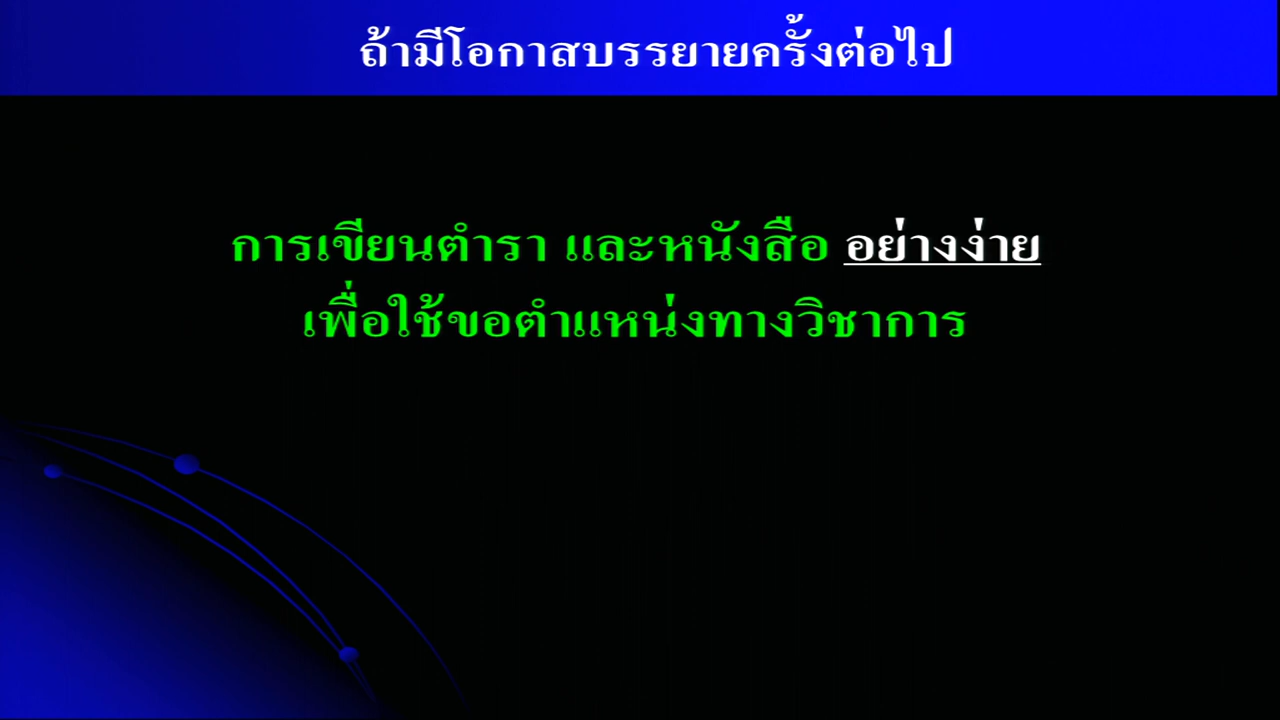 ถ้ามีโอกาสบรรยายครั้งต่อไป
การเขียนตำรา และหนังสือ อย่างง่าย
เพื่อใช้ขอตำแหน่งทางวิชาการ